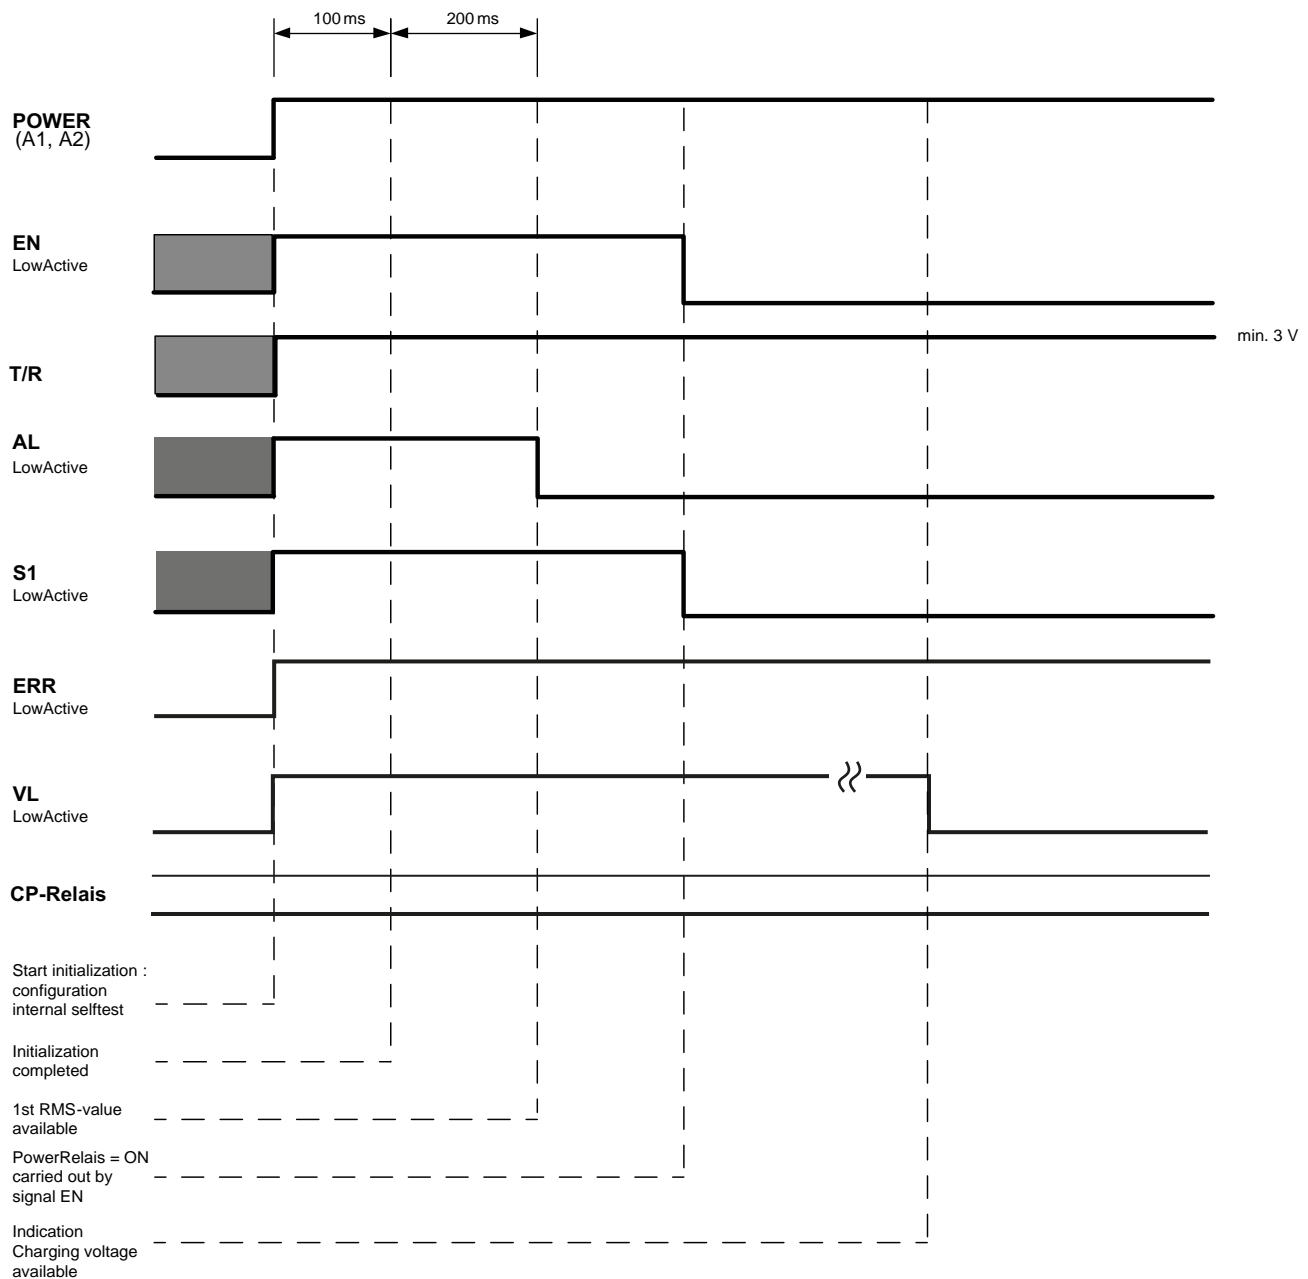 100 ms
200 ms
POWER
(A1, A2)
EN
LowActive
min. 3 V
T/R
AL
LowActive
S1
LowActive
ERR
LowActive
VL
LowActive
CP-Relais
Start initialization :
configuration
internal selftest
Initialization
completed
1st RMS-value
available
PowerRelais = ON
carried out by
signal EN
Indication
Charging voltage
available